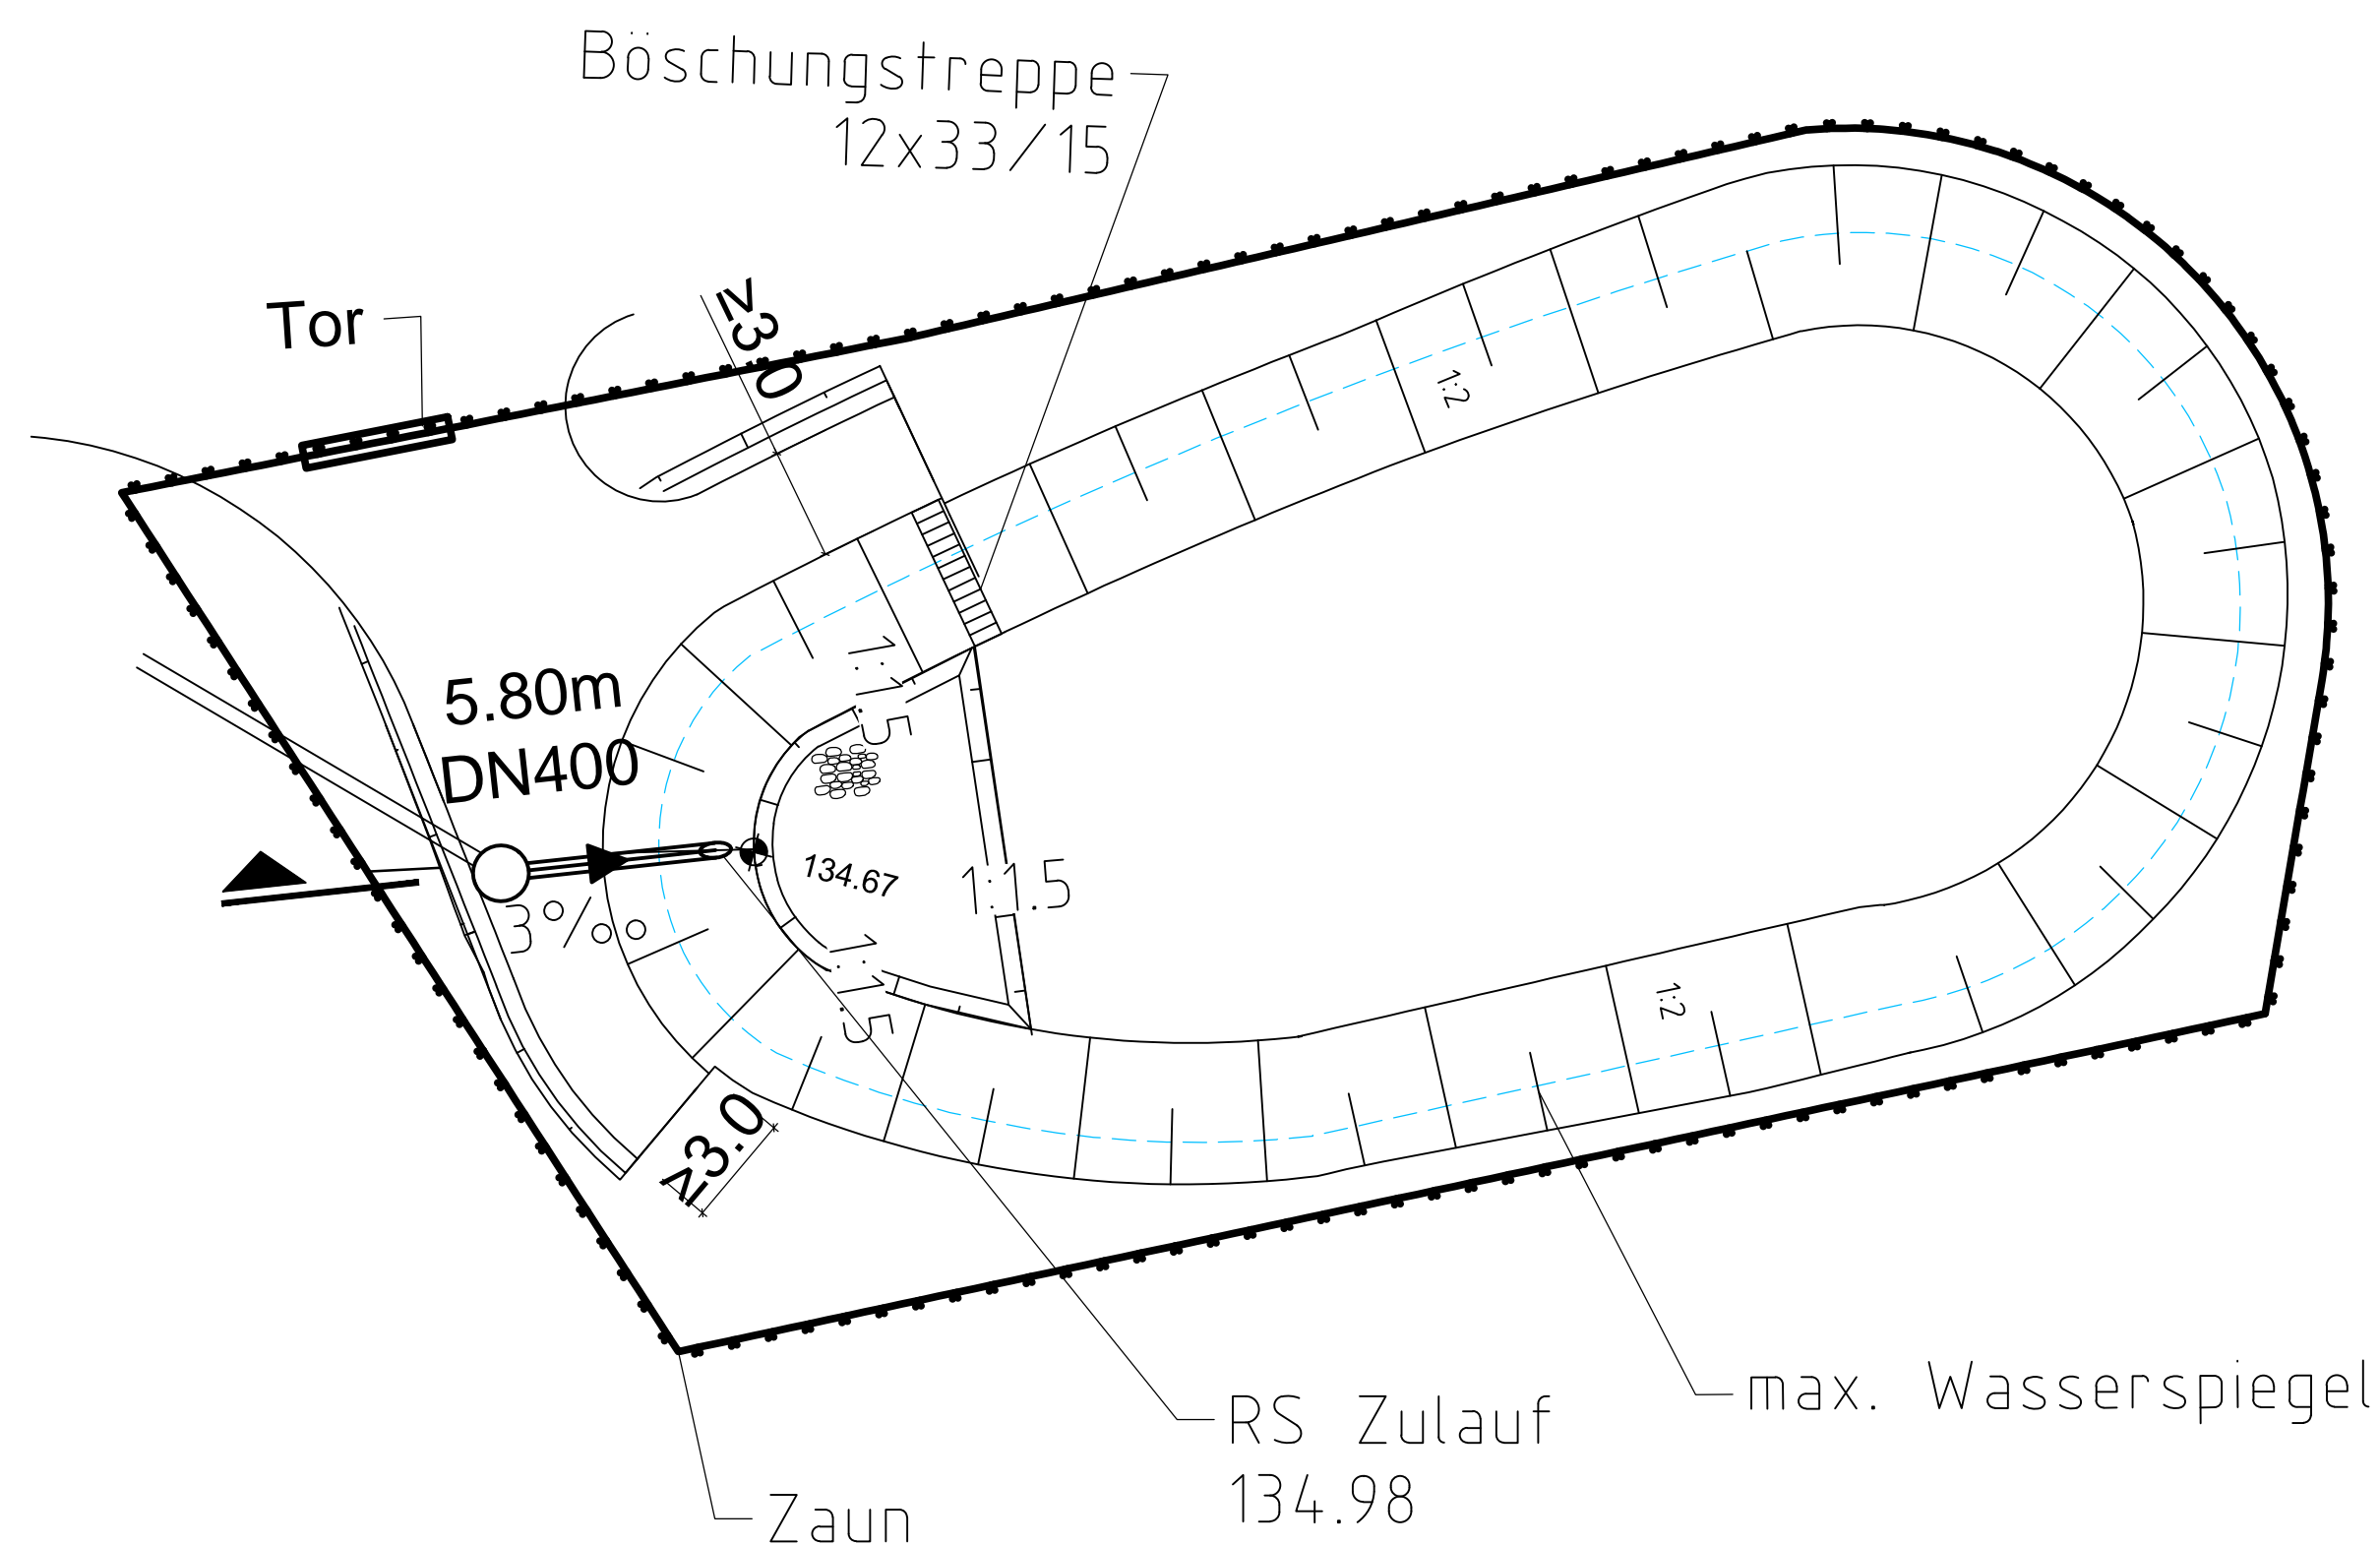 Böschungstreppe
12x33/15
≥3.0
Tor
1:2
1:1.5
5.80m
DN400
134.67
1:1.5
3‰
1:1.5
1:2
≥3.0
max. Wasserspiegel
RS Zulauf
134.98
Zaun